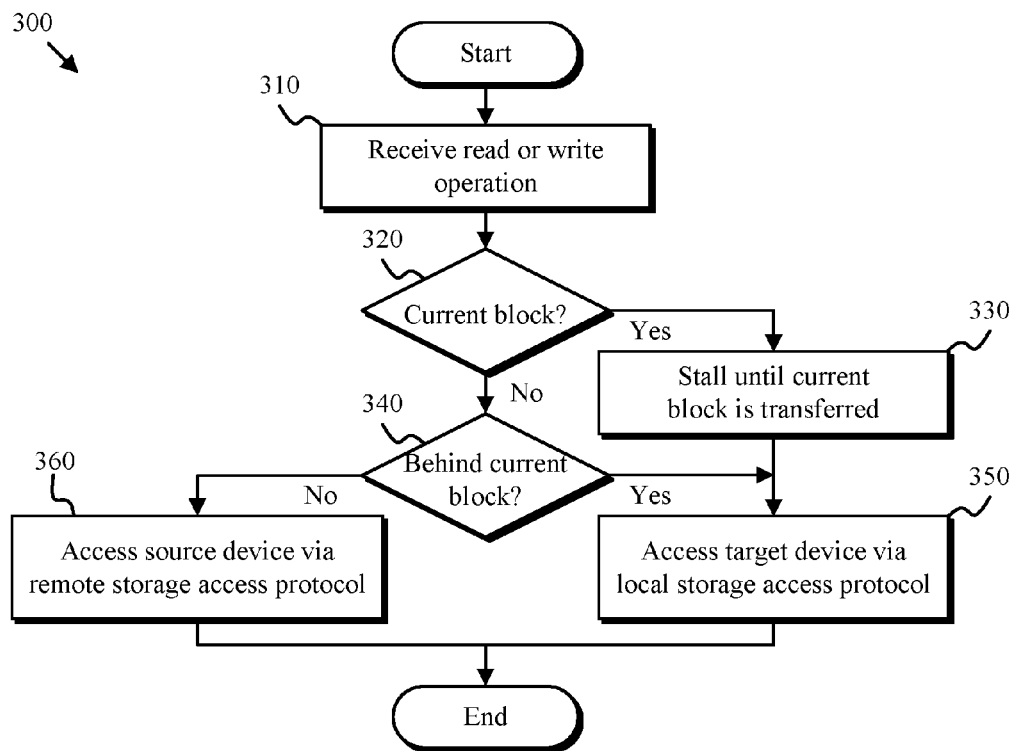 300
Start
310
Receive read or write
operation
320
Current block?
Yes
330
Stall until current
block is transferred
No
340
Behind current
block?
No
Yes
360
Access source device via
remote storage access protocol
350
Access target device via
local storage access protocol
End